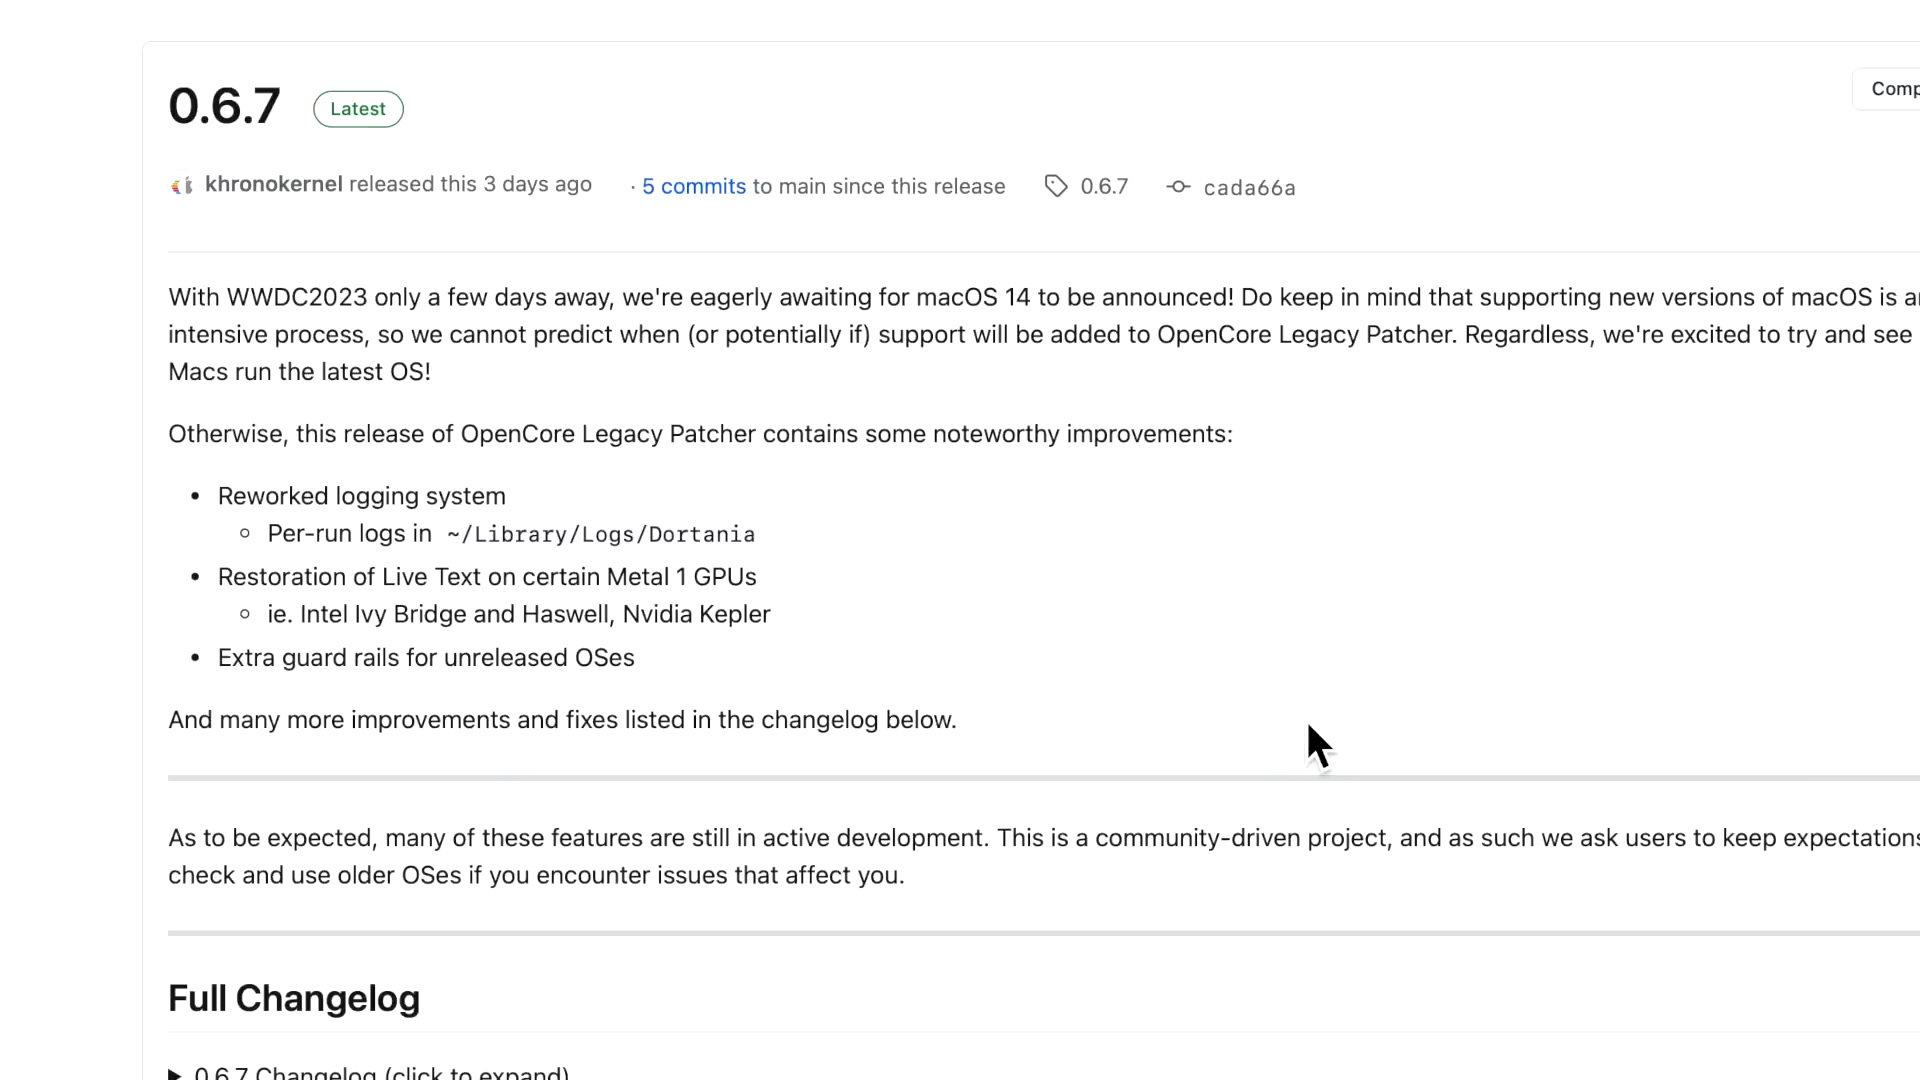 0.6.7 Latest
Comp
khronokernel released this 3 days ago · 5 commits to main since this release 0.6.7 cada66a
With WWDC2023 only a few days away, we're eagerly awaiting for macOS 14 to be announced! Do keep in mind that supporting new versions of macOS is
intensive process, so we cannot predict when (or potentially if) support will be added to OpenCore Legacy Patcher. Regardless, we're excited to try and see
Macs run the latest OS!
Otherwise, this release of OpenCore Legacy Patcher contains some noteworthy improvements:
• Reworked logging system
◦ Per-run logs in ~/Library/Logs/Dortania
• Restoration of Live Text on certain Metal 1 GPUs
◦ ie. Intel Ivy Bridge and Haswell, Nvidia Kepler
• Extra guard rails for unreleased OSes
And many more improvements and fixes listed in the changelog below.
As to be expected, many of these features are still in active development. This is a community-driven project, and as such we ask users to keep expectations
check and use older OSes if you encounter issues that affect you.
Full Changelog
0.6.7 Changelog (click to expand)